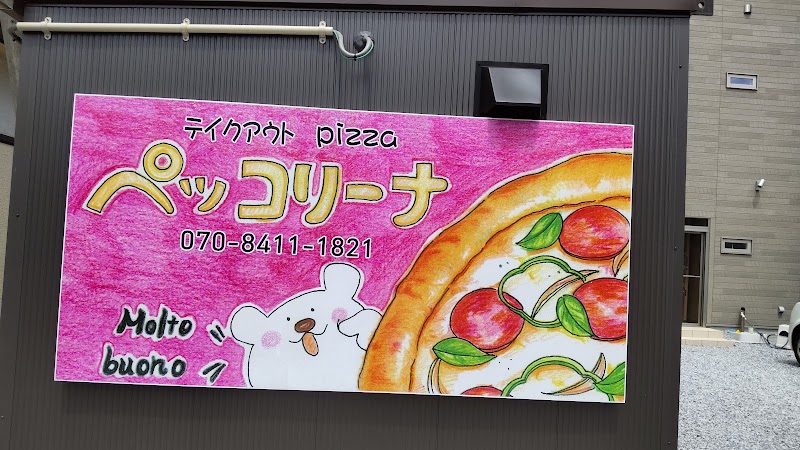 テイクアウト pizza
ペッコリーナ
070-8411-1821
Molto
buono